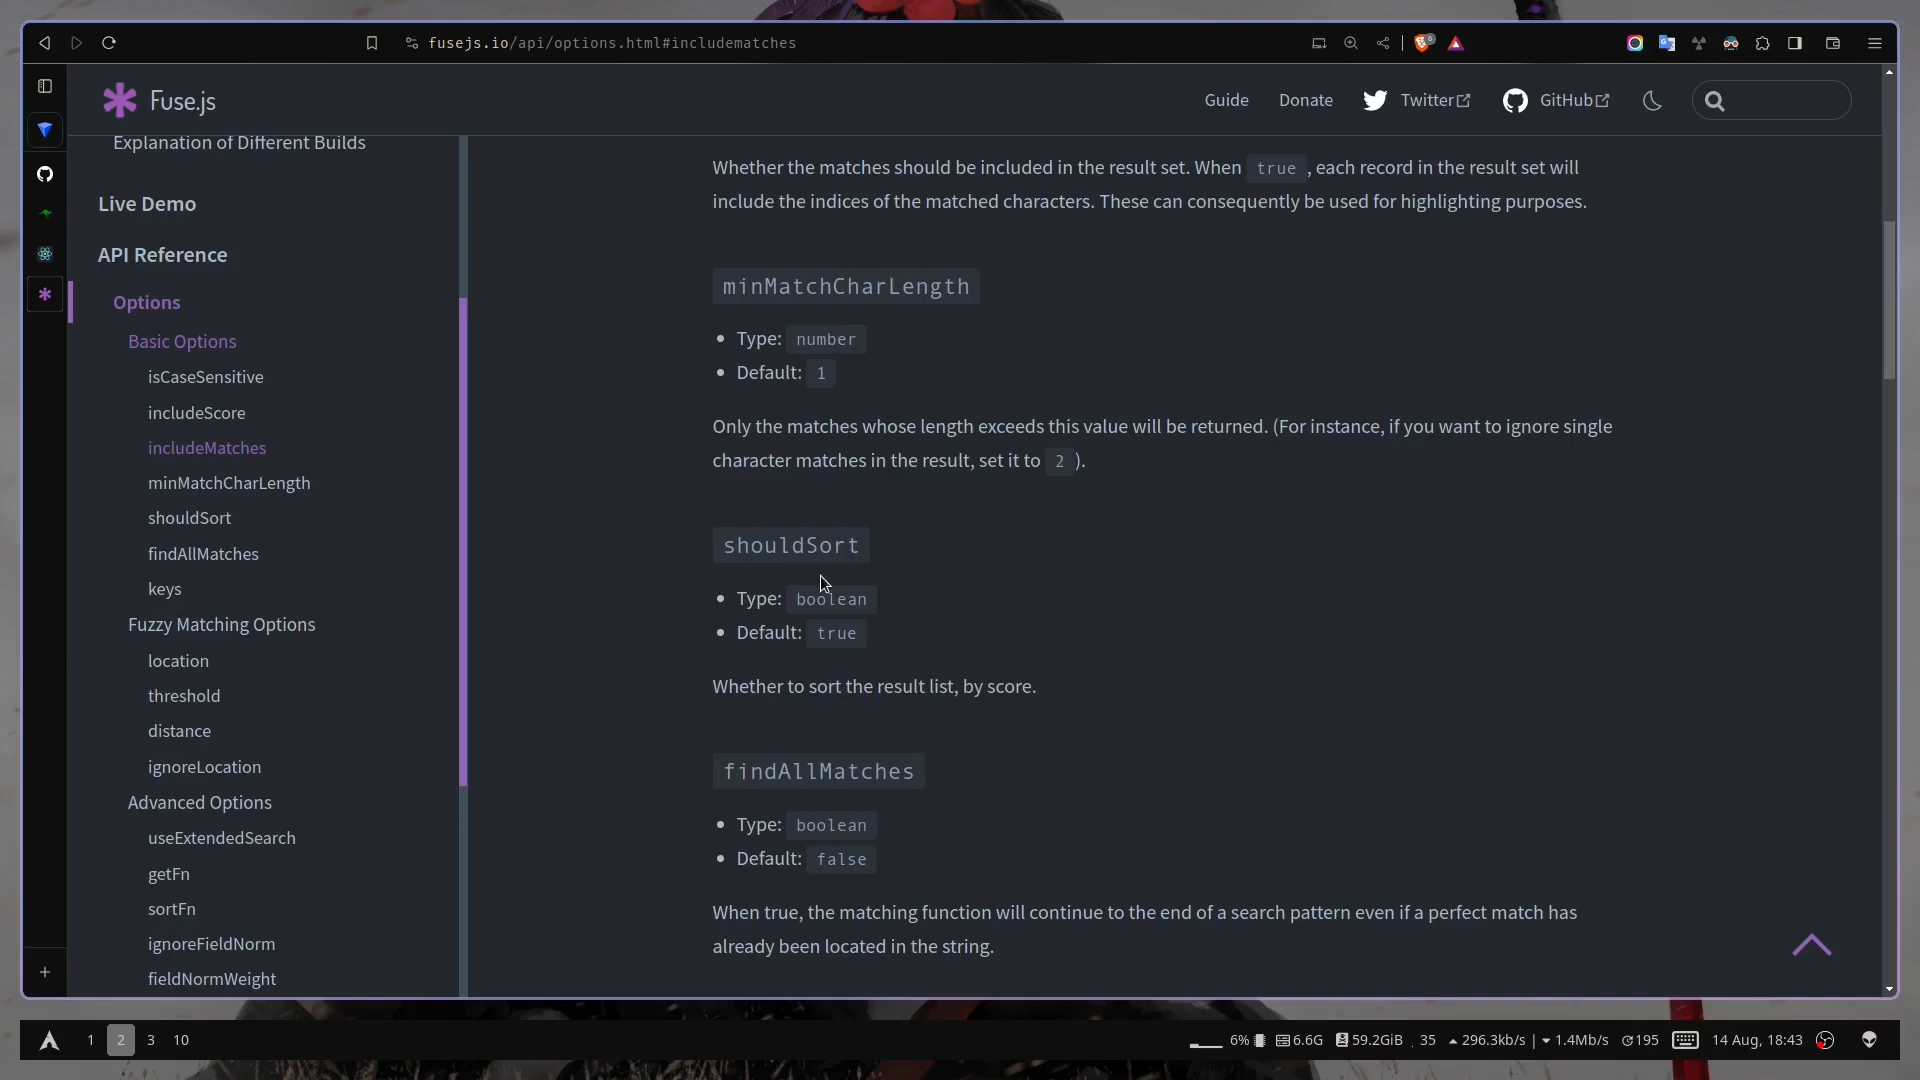 fusejs.io/api/options.html#includematches
Fuse.js
Guide
Donate
Twitter
GitHub
Explanation of Different Builds
Live Demo
API Reference
Options
Basic Options
isCaseSensitive
includeScore
includeMatches
minMatchCharLength
shouldSort
findAllMatches
keys
Fuzzy Matching Options
location
threshold
distance
ignoreLocation
Advanced Options
useExtendedSearch
getFn
sortFn
ignoreFieldNorm
fieldNormWeight
Whether the matches should be included in the result set. When true, each record in the result set will
include the indices of the matched characters. These can consequently be used for highlighting purposes.
minMatchCharLength
Type: number
Default: 1
Only the matches whose length exceeds this value will be returned. (For instance, if you want to ignore single
character matches in the result, set it to 2 ).
shouldSort
Type: boolean
Default: true
Whether to sort the result list, by score.
findAllMatches
Type: boolean
Default: false
When true, the matching function will continue to the end of a search pattern even if a perfect match has
already been located in the string.
1 2 3 10
6% 6.6G 59.2GiB 35 296.3kb/s | 1.4Mb/s 195 14 Aug, 18:43